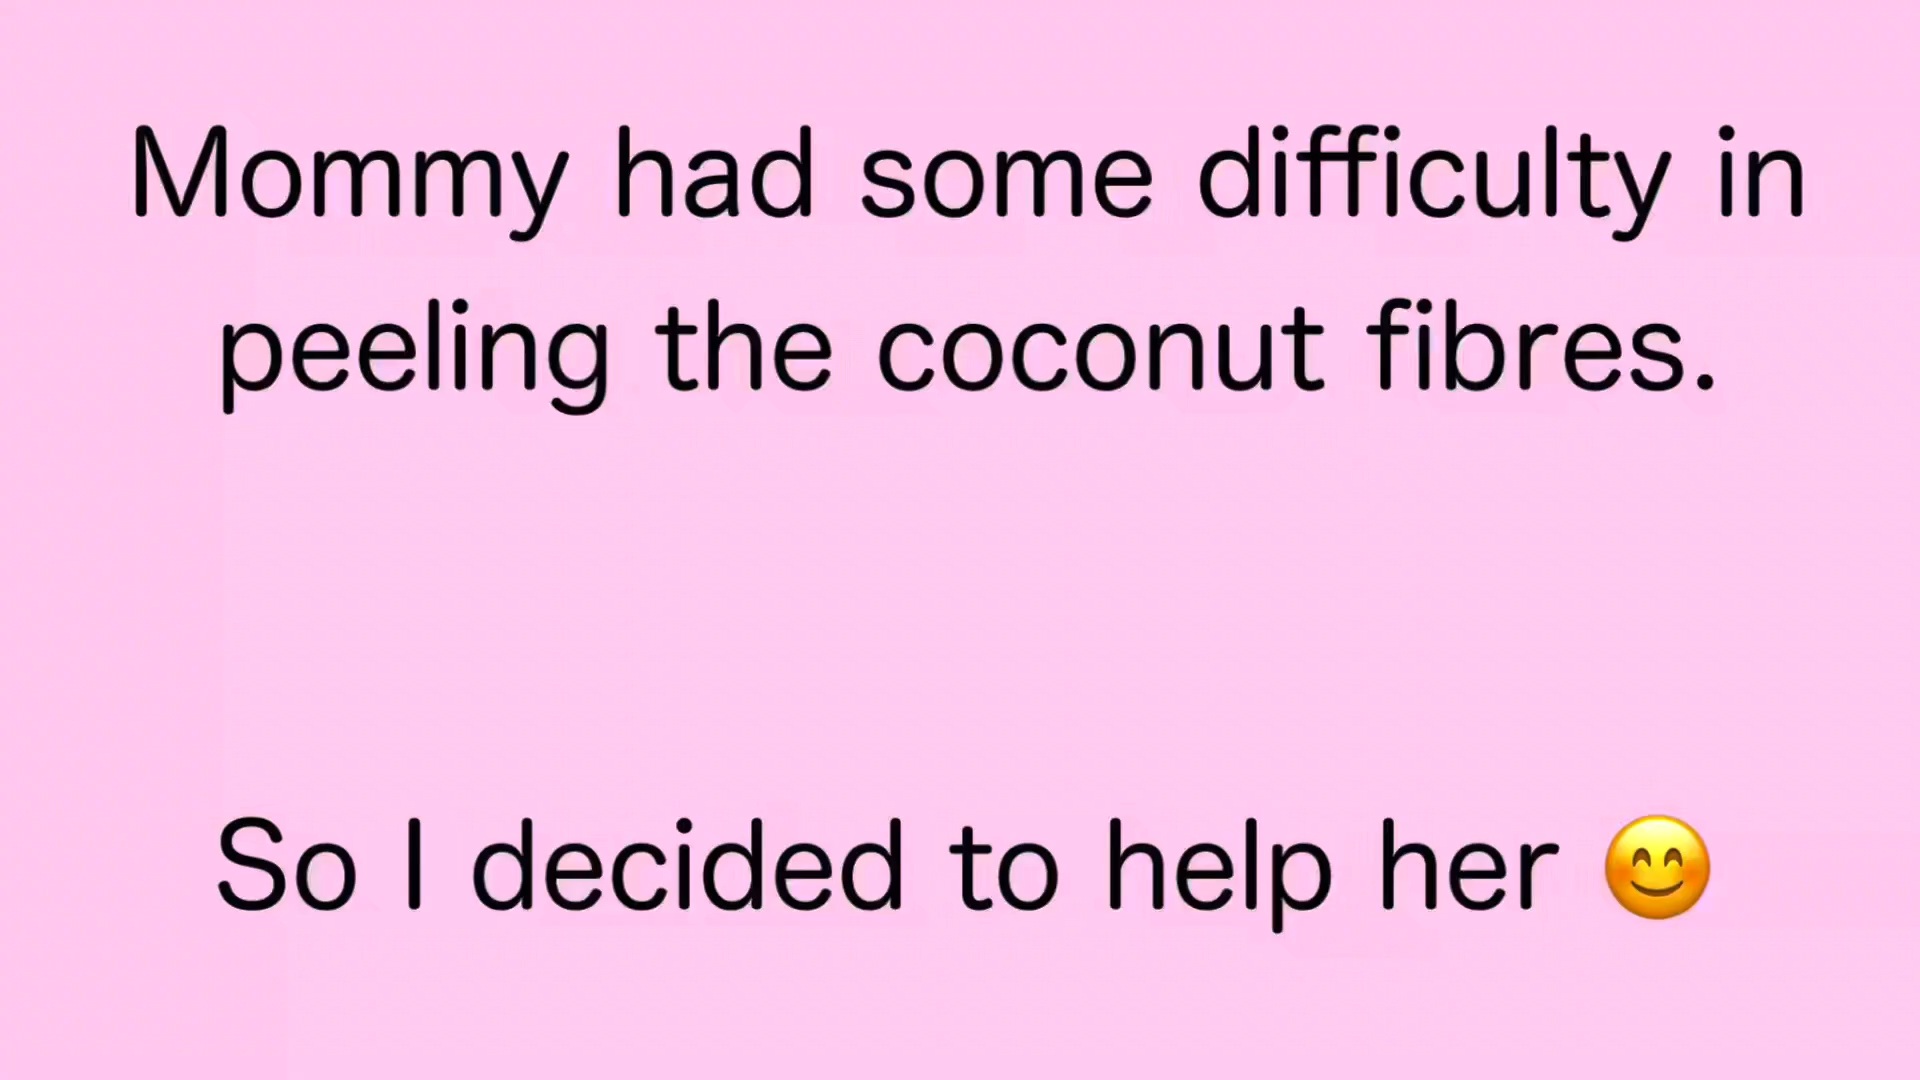 Mommy had some difficulty in
peeling the coconut fibres.
So I decided to help her 😊